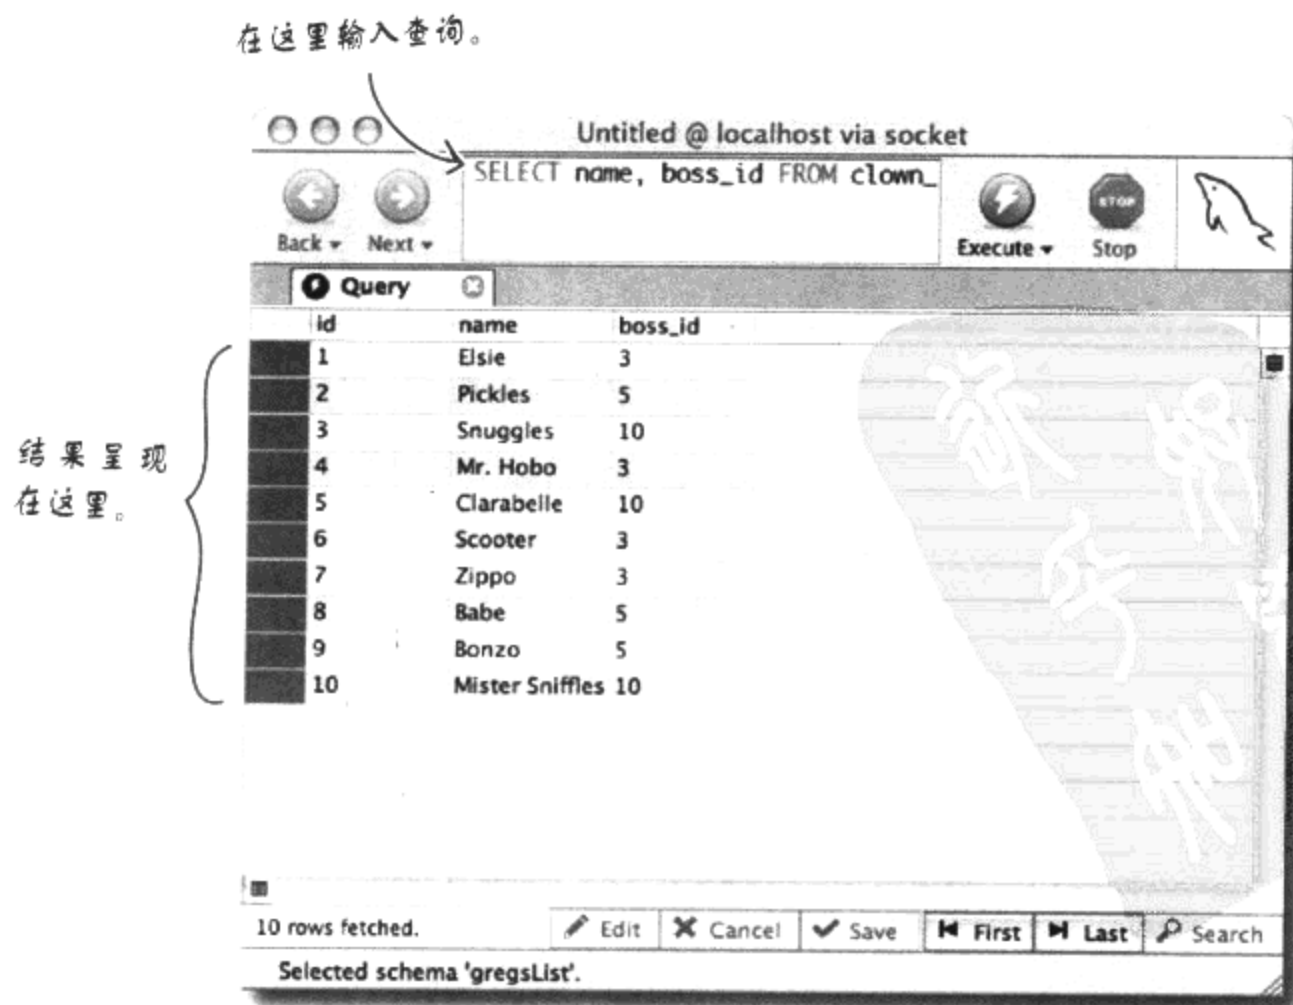 在这里输入查询。
Untitled @ localhost via socket
SELECT name, boss_id FROM clown_
Back Next
Execute STOP Stop
Query
id name boss_id
1 Elsie 3
2 Pickles 5
3 Snuggles 10
4 Mr. Hobo 3
5 Clarabelle 10
6 Scooter 3
7 Zippo 3
8 Babe 5
9 Bonzo 5
10 Mister Sniffles 10
结果呈现
在这里。
10 rows fetched. Edit Cancel Save First Last Search
Selected schema 'gregsList'.